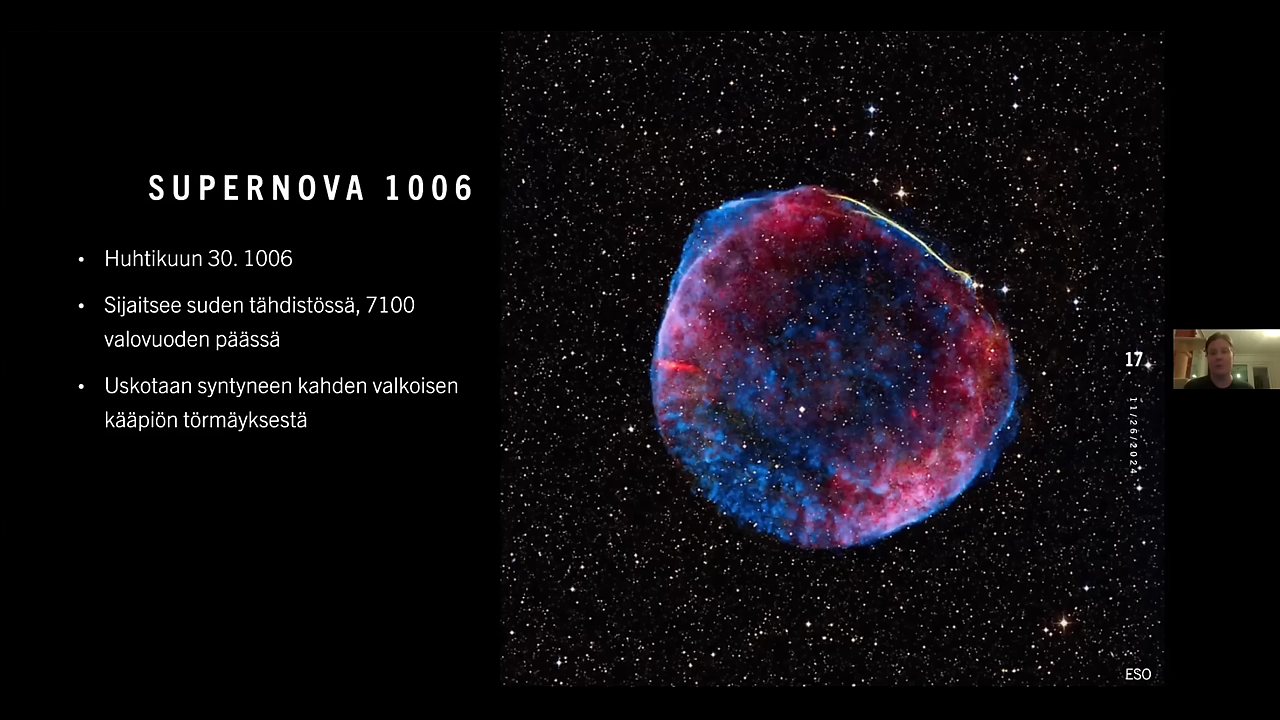 SUPERNOVA 1006
• Huhtikuun 30. 1006
• Sijaitsee suden tähdistössä, 7100
valovuoden päässä
• Uskotaan syntyneen kahden valkoisen
kääpiön törmäyksestä
17
11/26/2024
ESO